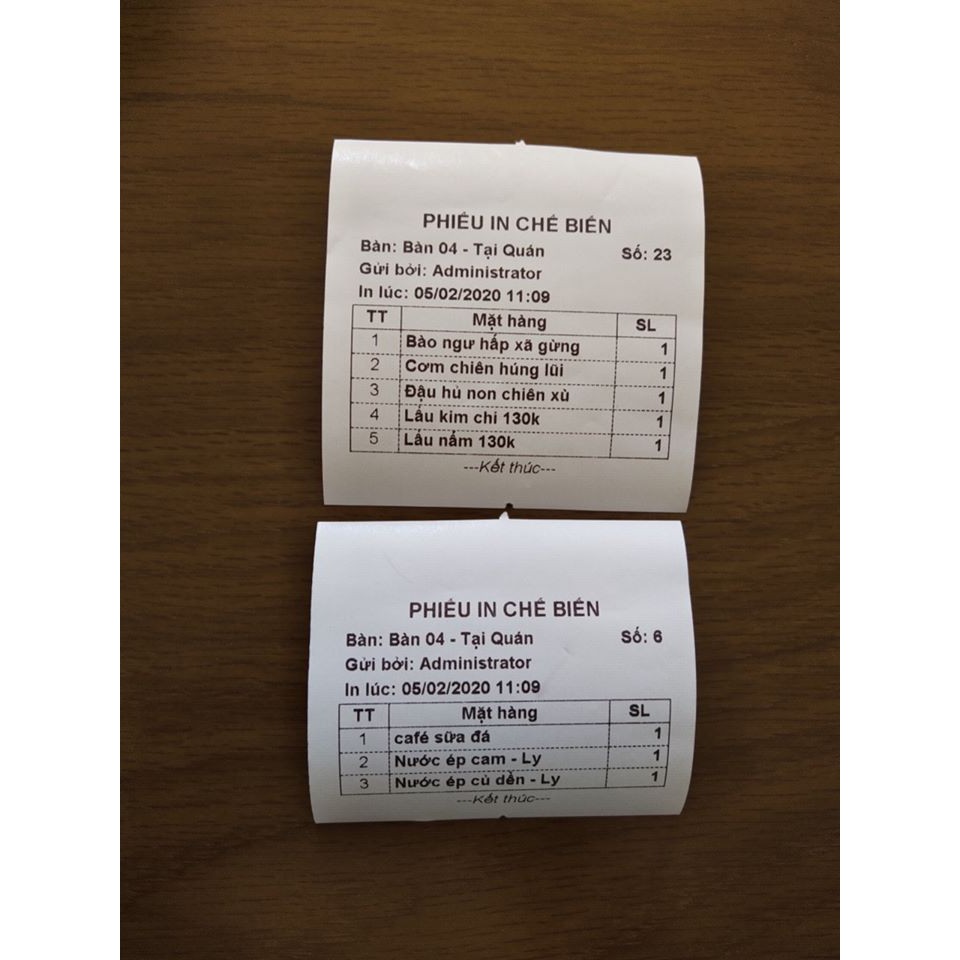 PHIẾU IN CHẾ BIẾN
Bàn: Bàn 04 - Tại Quán Số: 23
Gửi bởi: Administrator
In lúc: 05/02/2020 11:09
TT Mặt hàng SL
1 Bào ngư hấp xã gừng 1
2 Cơm chiên húng lũi 1
3 Đậu hủ non chiên xù 1
4 Lẩu kim chi 130k 1
5 Lẩu nấm 130k 1
---Kết thúc---
PHIẾU IN CHẾ BIẾN
Bàn: Bàn 04 - Tại Quán Số: 6
Gửi bởi: Administrator
In lúc: 05/02/2020 11:09
TT Mặt hàng SL
1 café sữa đá 1
2 Nước ép cam - Ly 1
3 Nước ép củ dền - Ly 1
---Kết thúc---